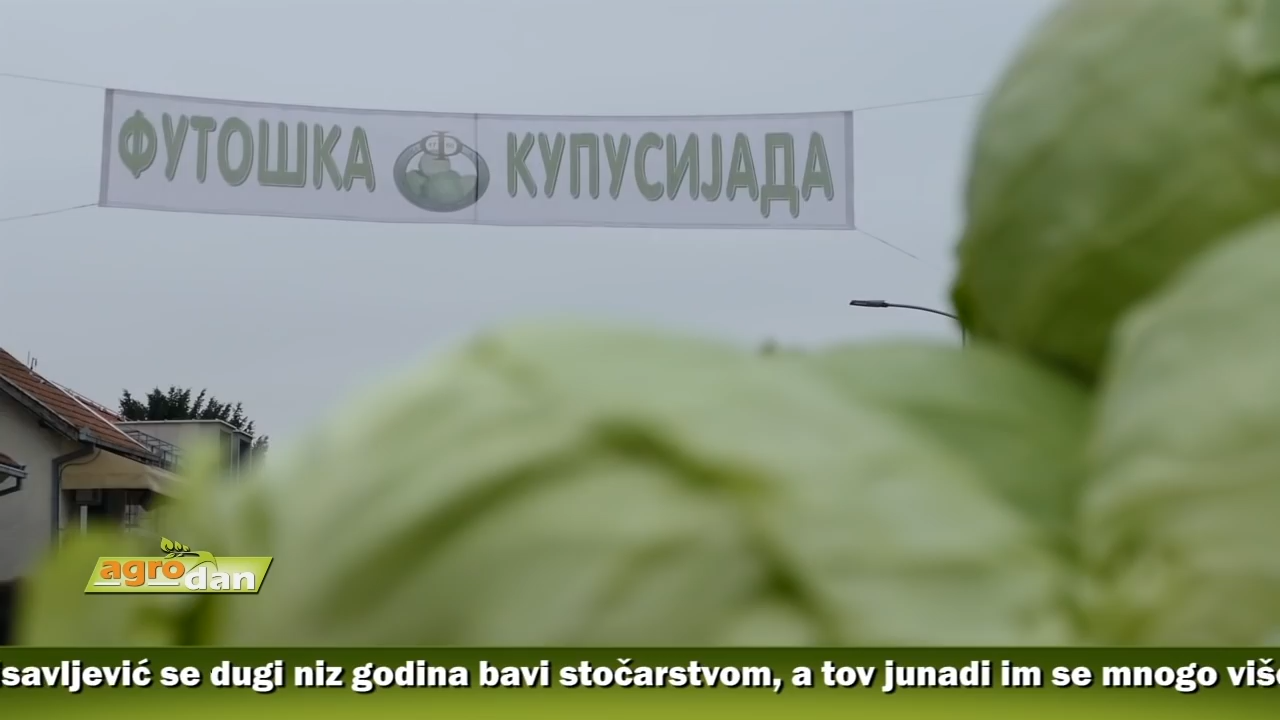 ФУТОШКА КУПУСИЈАДА
agro
dan
savljević se dugi niz godina bavi stočarstvom, a tov junadi im se mnogo više